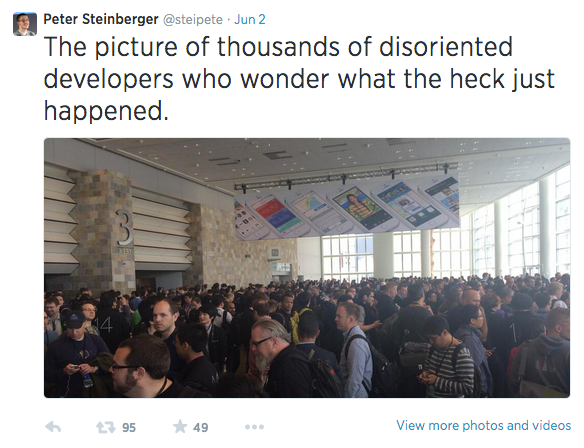 Peter Steinberger @steipete · Jun 2
The picture of thousands of disoriented
developers who wonder what the heck just
happened.
3
14
95
49
View more photos and videos